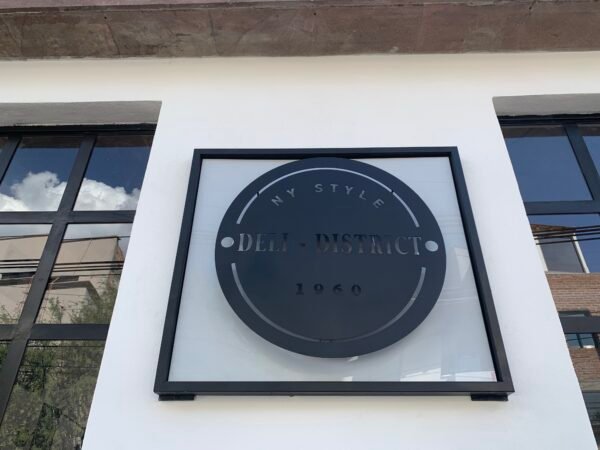 NY STYLE
DELI - DISTRICT
1960